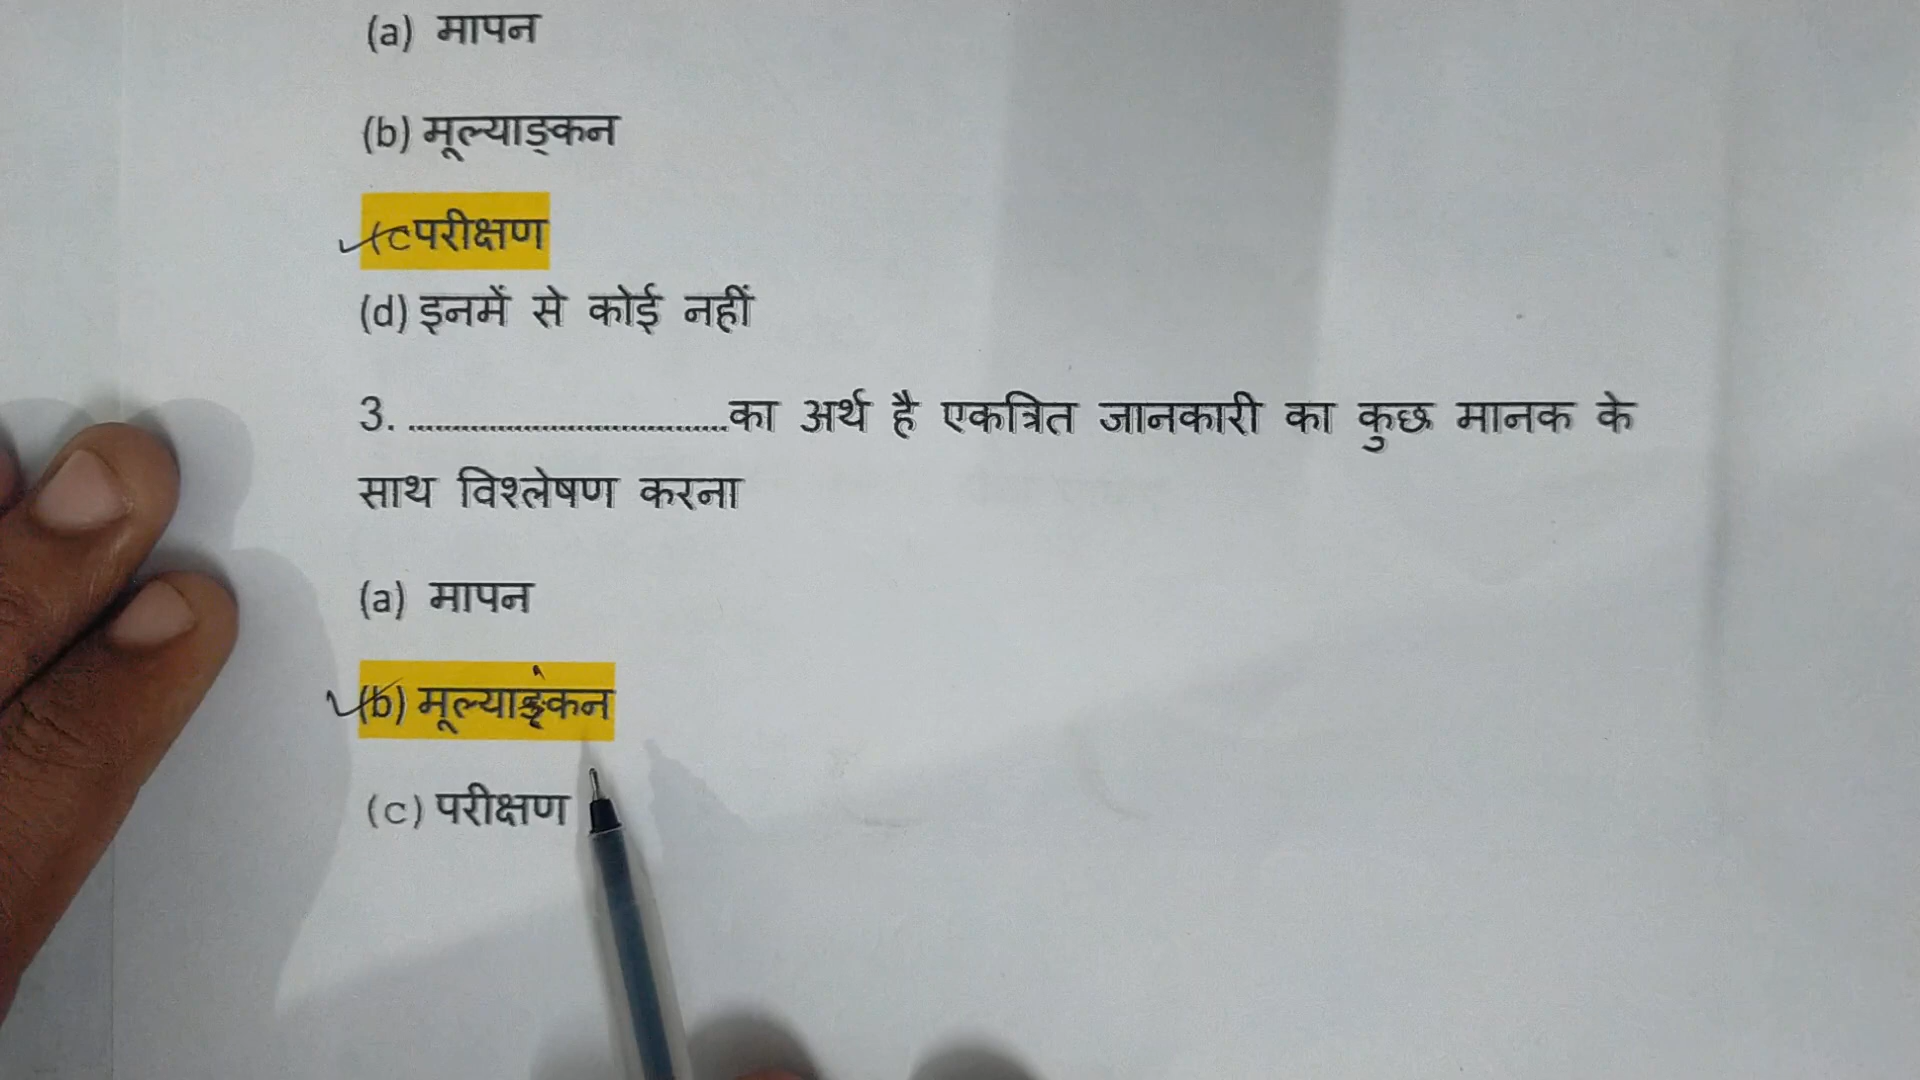 (a) मापन
(b) मूल्याङ्कन
(c परीक्षण
(d) इनमें से कोई नहीं
3. ................................का अर्थ है एकत्रित जानकारी का कुछ मानक के
साथ विश्लेषण करना
(a) मापन
(b) मूल्यांकन
(c) परीक्षण